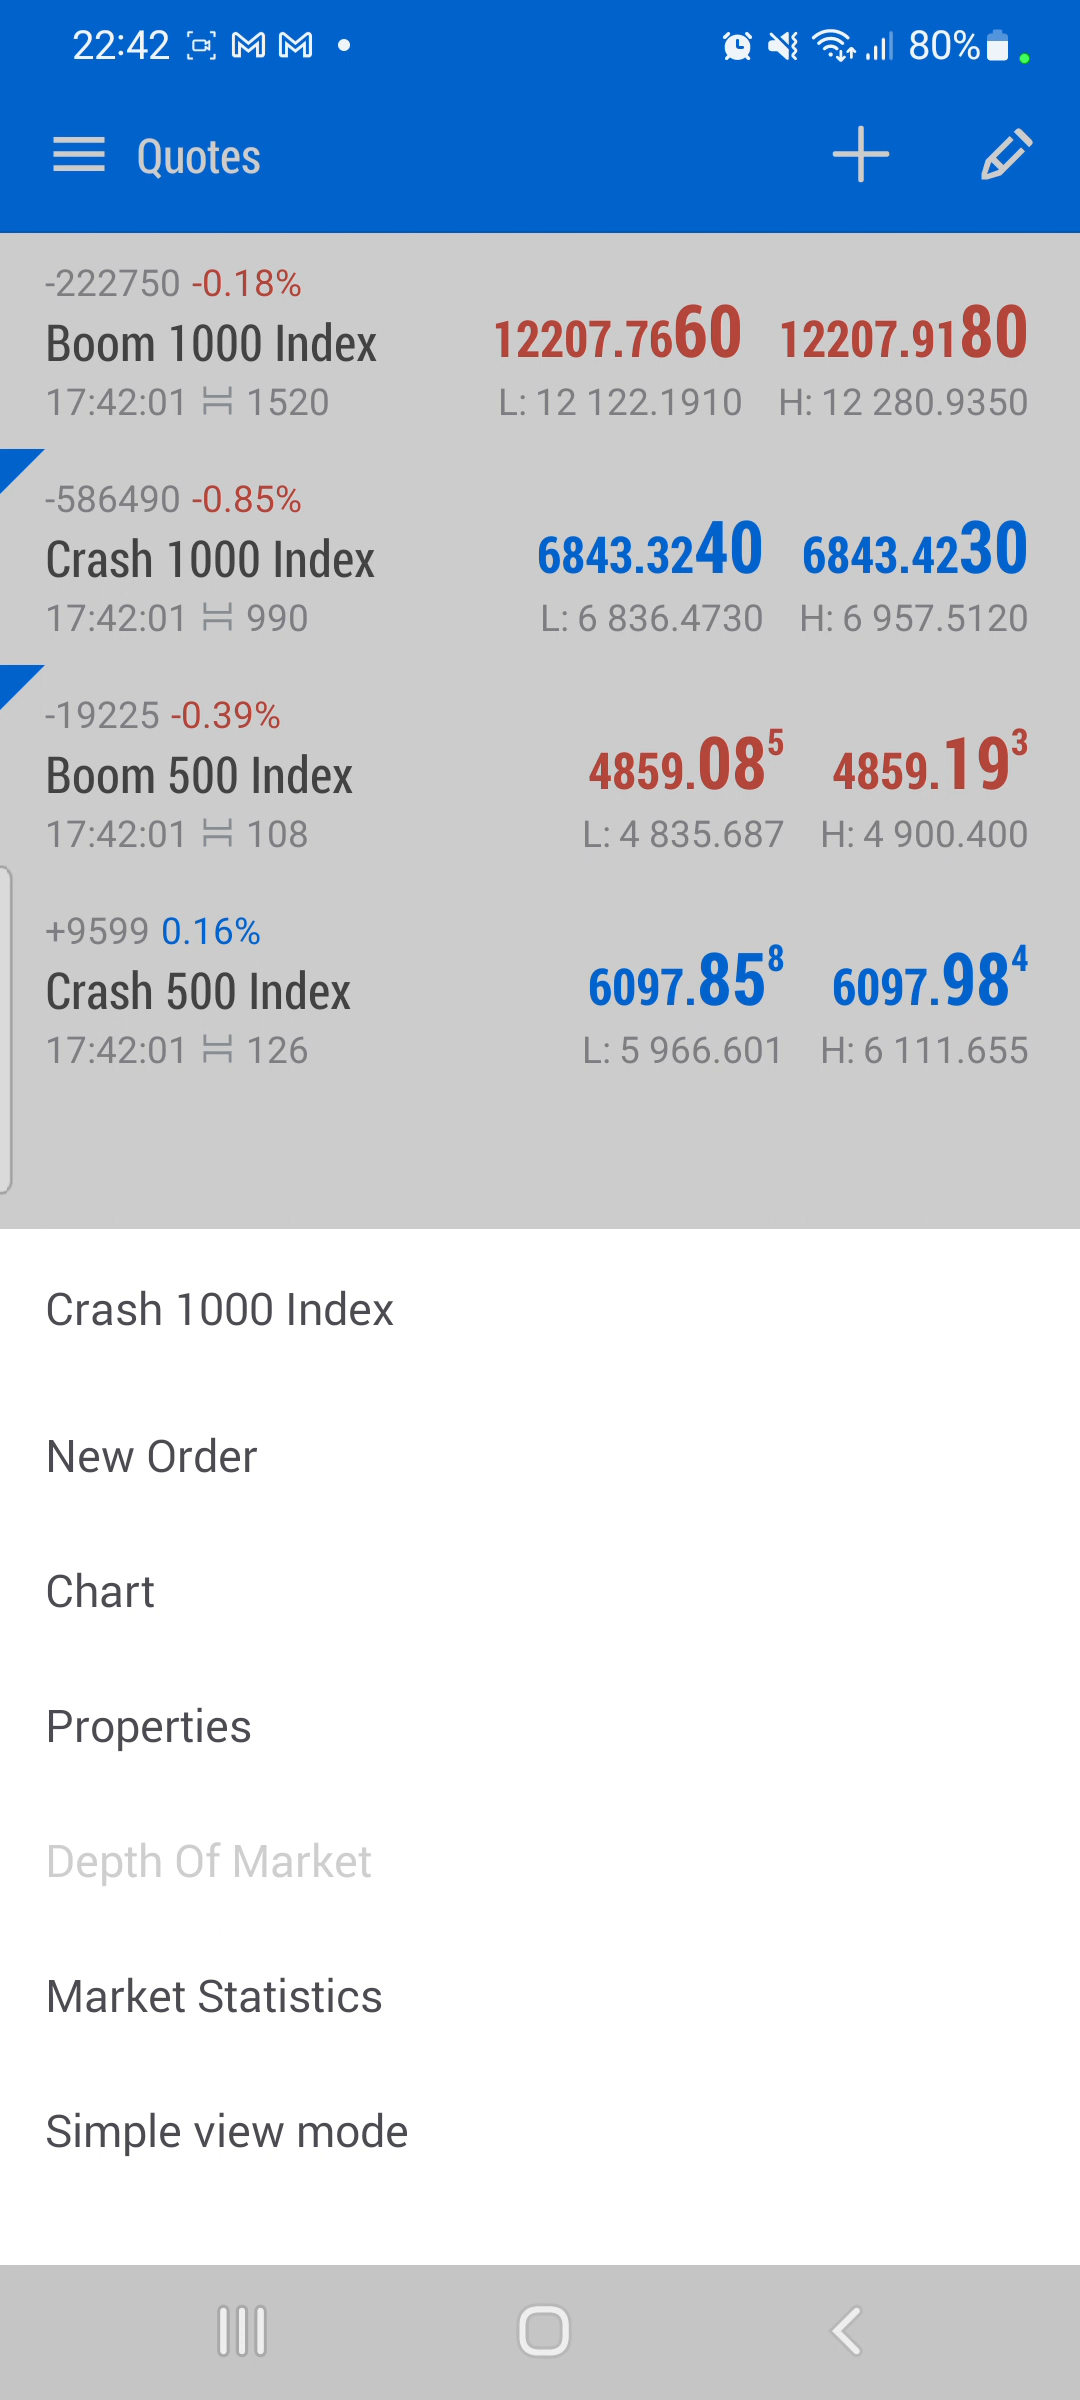 22:42 80%
Quotes
-222750 -0.18%
Boom 1000 Index 12207.7660 12207.9180
17:42:01 1520 L: 12 122.1910 H: 12 280.9350
-586490 -0.85%
Crash 1000 Index 6843.3240 6843.4230
17:42:01 990 L: 6 836.4730 H: 6 957.5120
-19225 -0.39%
Boom 500 Index 4859.085 4859.193
17:42:01 108 L: 4 835.687 H: 4 900.400
+9599 0.16%
Crash 500 Index 6097.858 6097.984
17:42:01 126 L: 5 966.601 H: 6 111.655
Crash 1000 Index
New Order
Chart
Properties
Depth Of Market
Market Statistics
Simple view mode